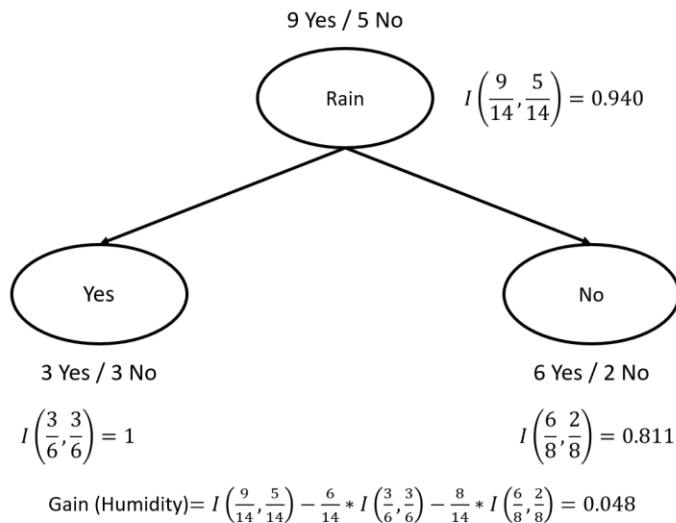 9 Yes / 5 No
Rain
I(9/14, 5/14) = 0.940
Yes
No
3 Yes / 3 No
6 Yes / 2 No
I(3/6, 3/6) = 1
I(6/8, 2/8) = 0.811
Gain (Humidity)= I(9/14, 5/14) − 6/14 * I(3/6, 3/6) − 8/14 * I(6/8, 2/8) = 0.048